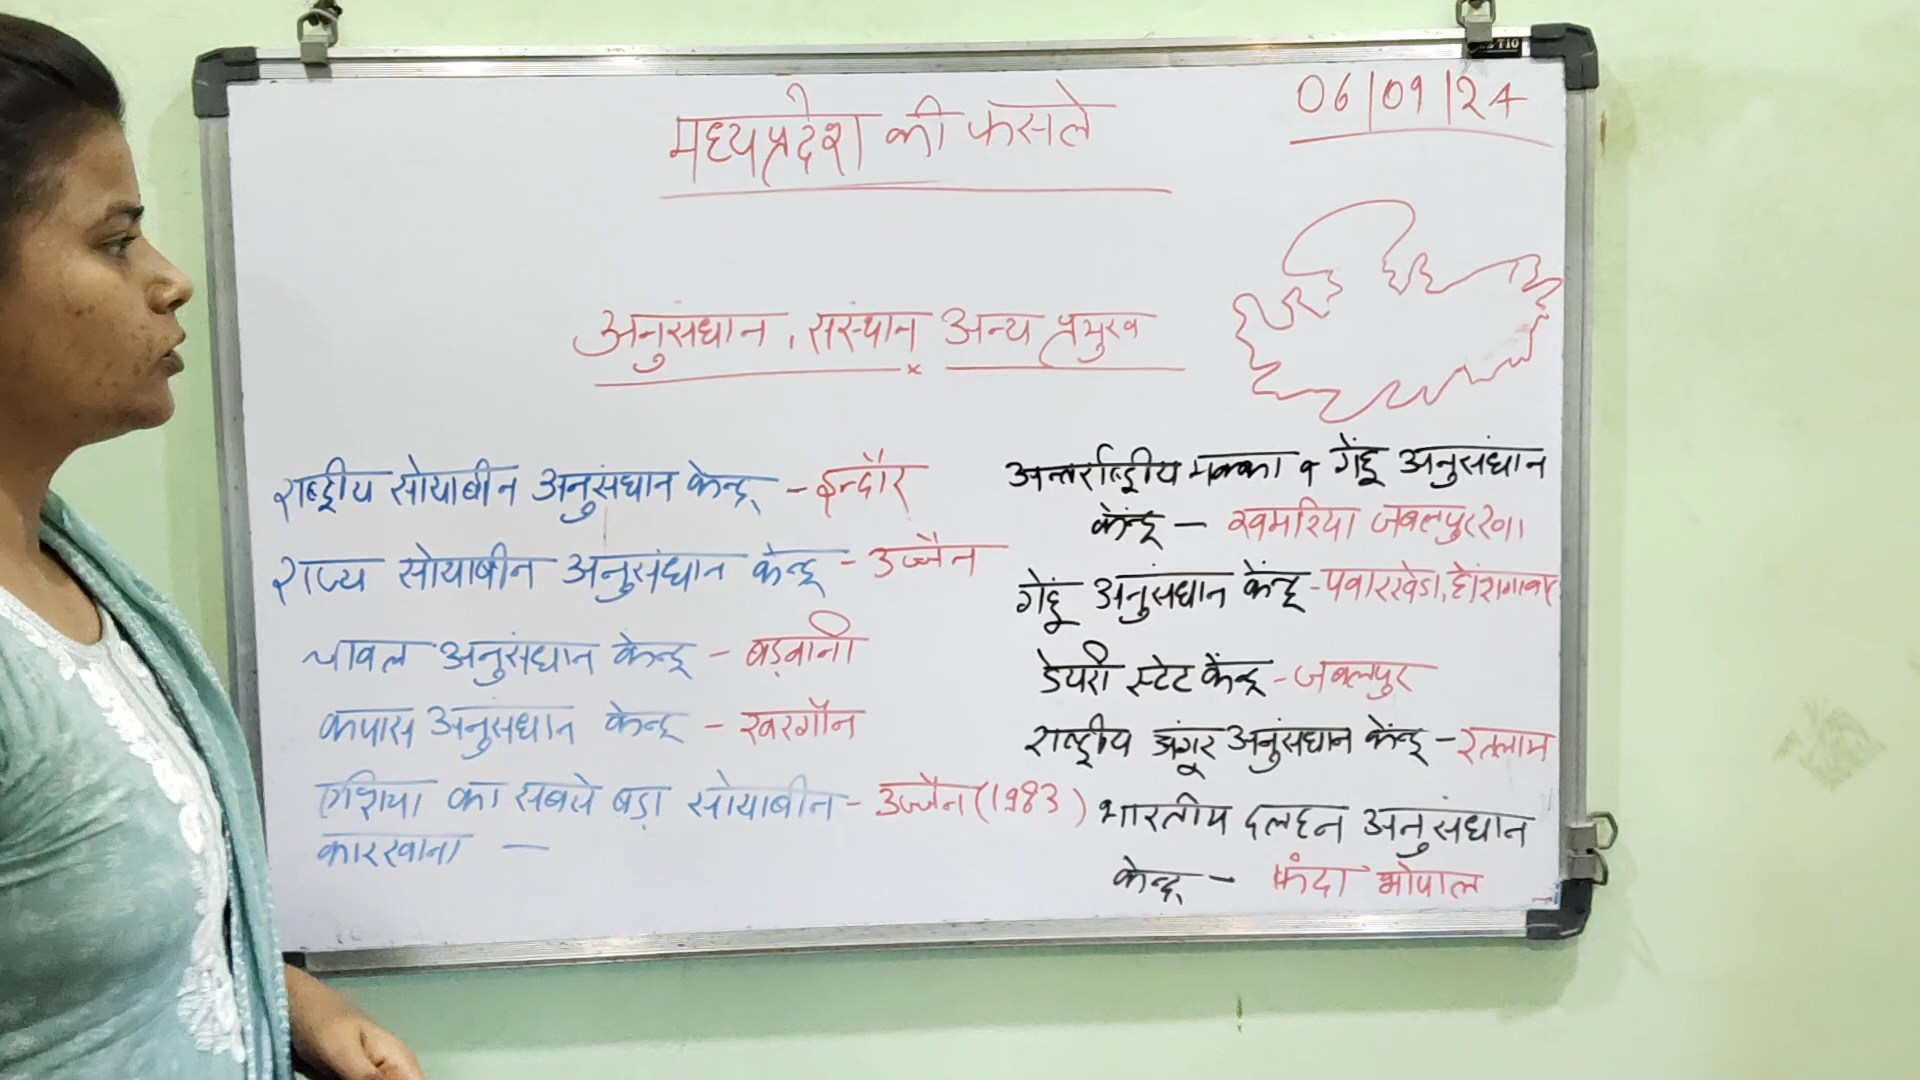 मध्यप्रदेश की फसले
06|09|24
अनुसधान, संस्थान अन्य प्रमुख
राष्ट्रीय सोयाबीन अनुसंधान केन्द्र - इन्दौर
राज्य सोयाबीन अनुसंधान केन्द्र - उज्जैन
चावल अनुसंधान केन्द्र - बड़वानी
कपास अनुसधान केन्द्र - खरगौन
एशिया का सबसे बड़ा सोयाबीन - उज्जैन (1983)
कारखाना -
अन्तर्राष्ट्रीय मक्का व गेंहू अनुसंधान
केन्द्र - खमरिया जबलपुर
गेहूं अनुसंधान केंन्द्र - पवारखेडा,
डेयरी स्टेट केंन्द्र - जबलपुर
राष्ट्रीय अंगूर अनुसंधान केंन्द्र - रतलाम
भारतीय दलहन अनुसंधान
केन्द्र - फंदा भोपाल